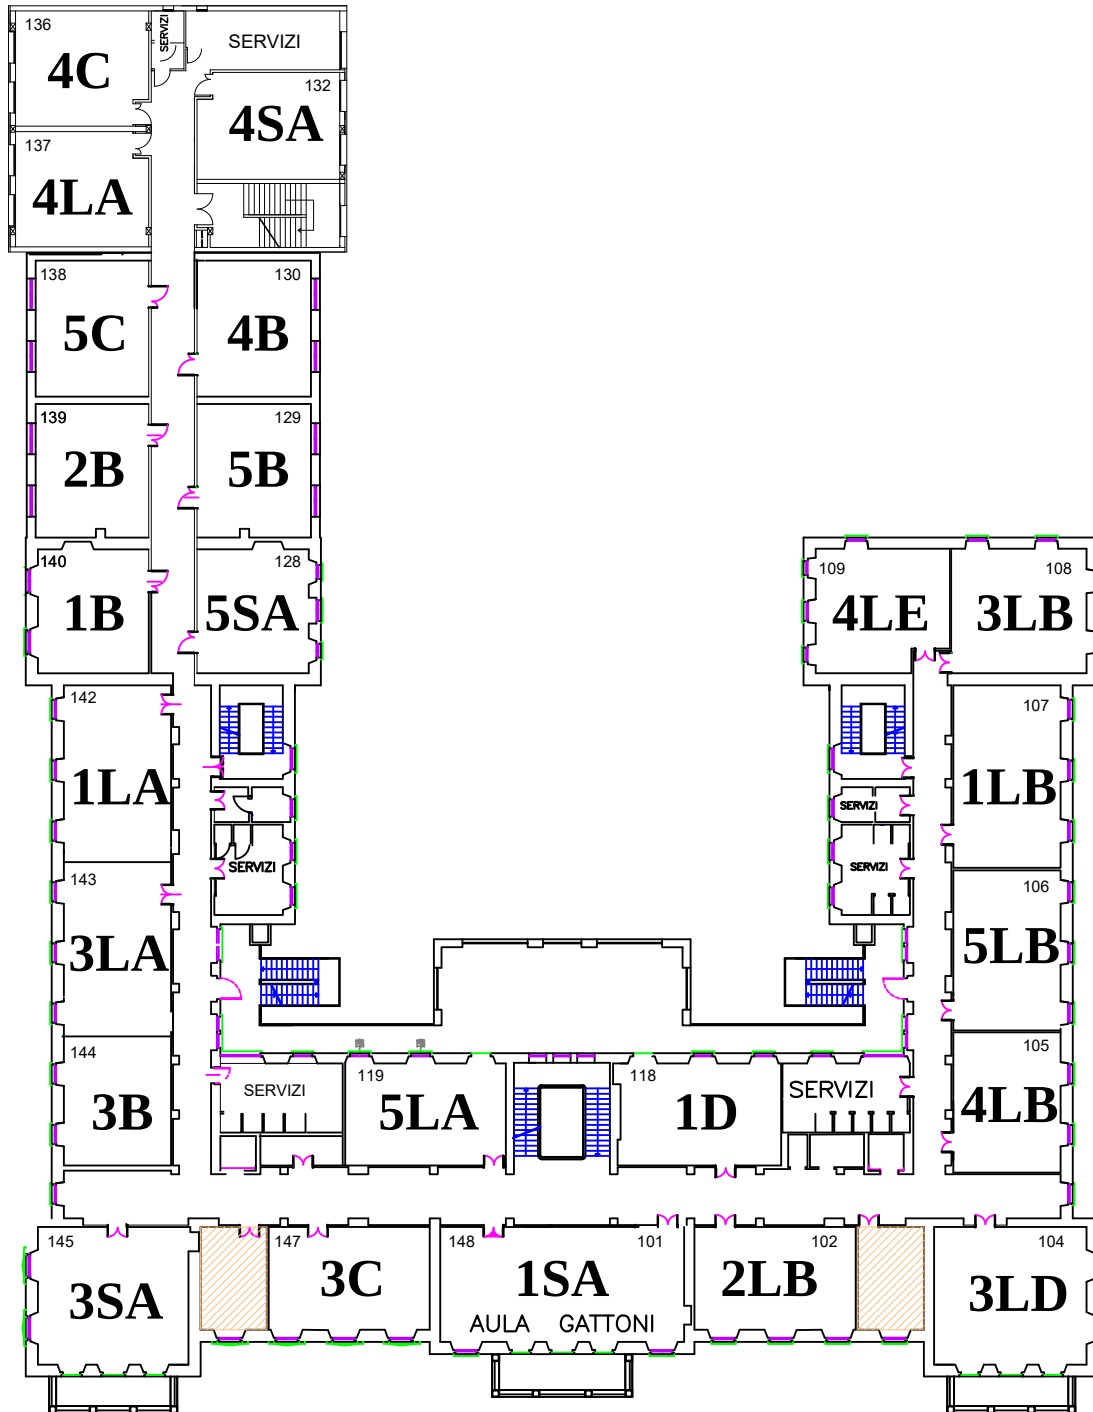 136
4C
SERVIZI
SERVIZI
132
4SA
137
4LA
138
5C
130
4B
139
2B
129
5B
140
1B
128
5SA
109
4LE
108
3LB
142
1LA
107
1LB
SERVIZI
SERVIZI
SERVIZI
143
3LA
106
5LB
144
3B
SERVIZI
119
5LA
118
1D
SERVIZI
105
4LB
145
3SA
147
3C
148
101
1SA
AULA GATTONI
102
2LB
104
3LD